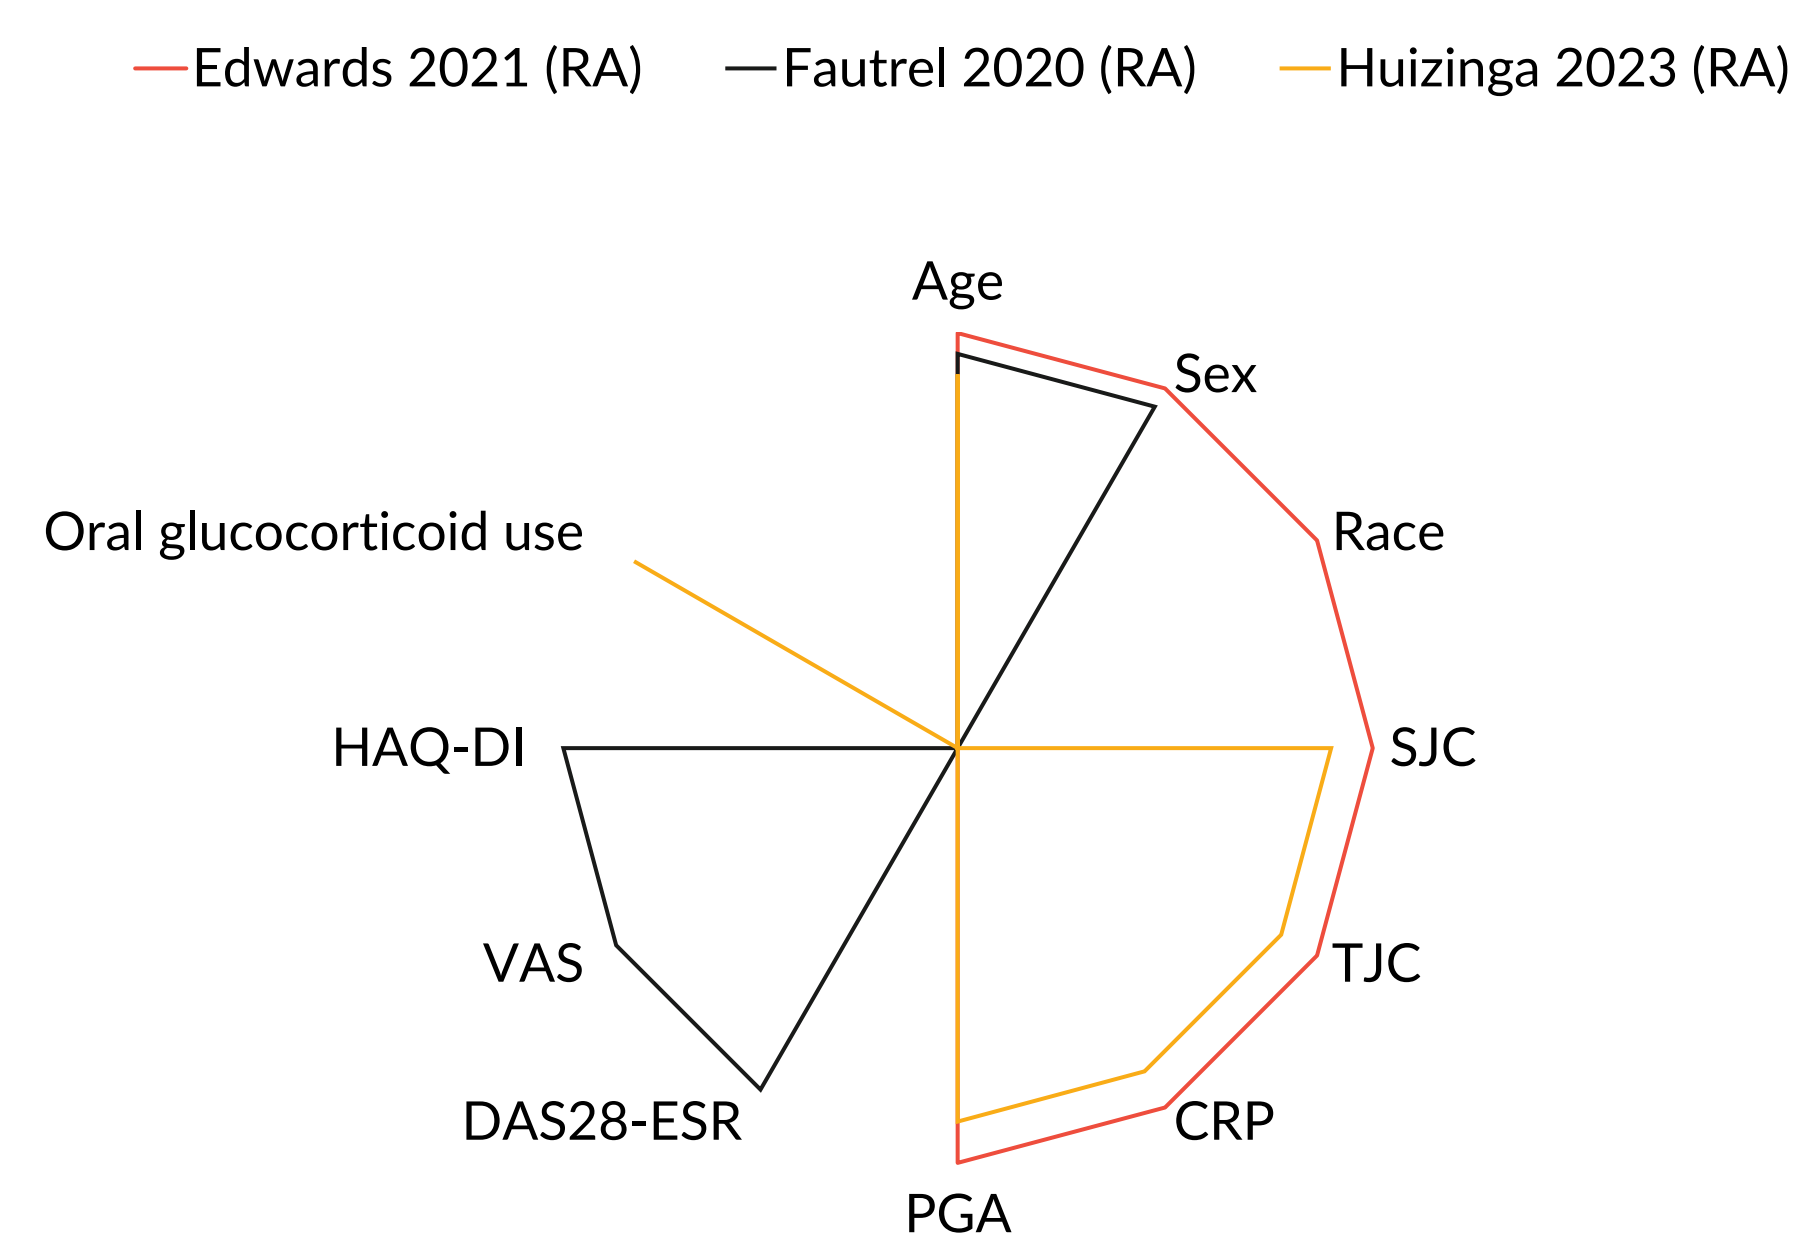 Edwards 2021 (RA) Fautrel 2020 (RA) Huizinga 2023 (RA)
Age
Sex
Oral glucocorticoid use Race
HAQ-DI SJC
VAS TJC
DAS28-ESR CRP
PGA